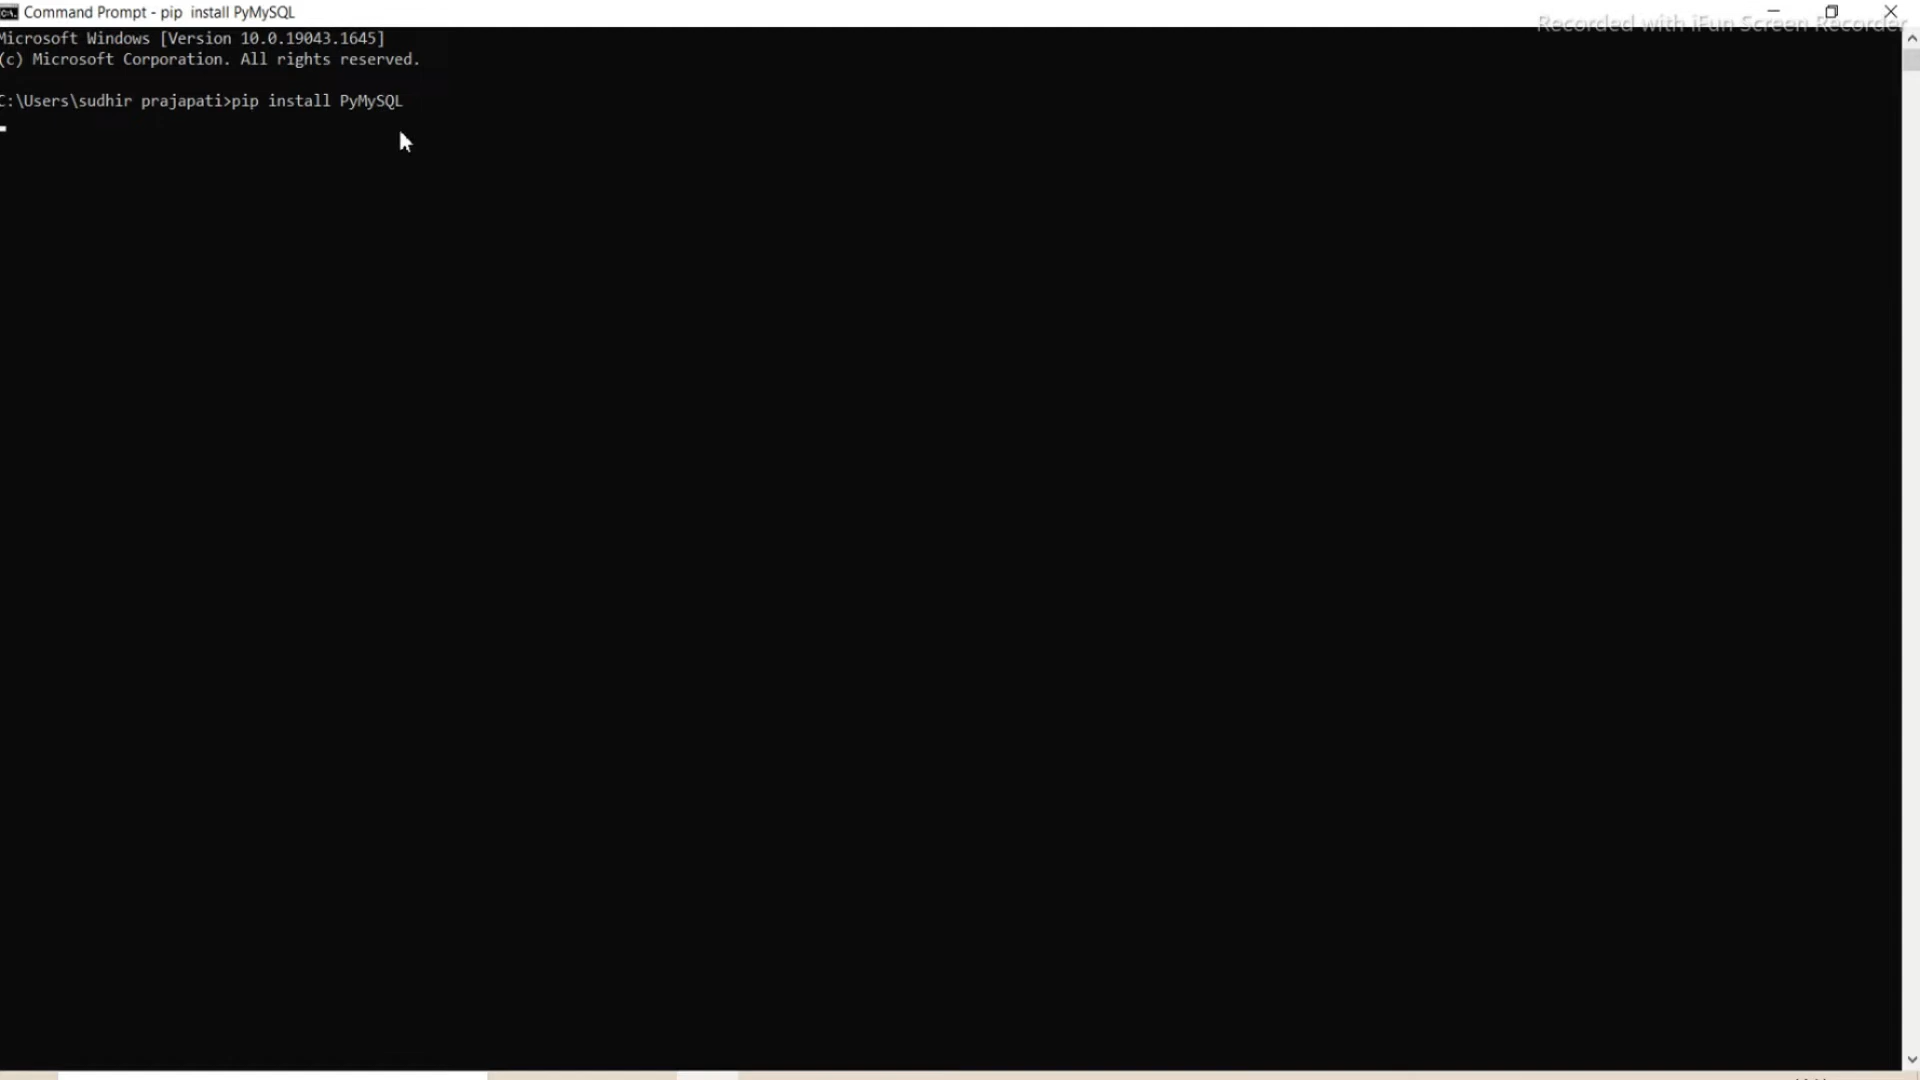 Command Prompt - pip  install PyMySQL
Recorded with iFun Screen Recorder
Microsoft Windows [Version 10.0.19043.1645]
(c) Microsoft Corporation. All rights reserved.
C:\Users\sudhir prajapati>pip install PyMySQL